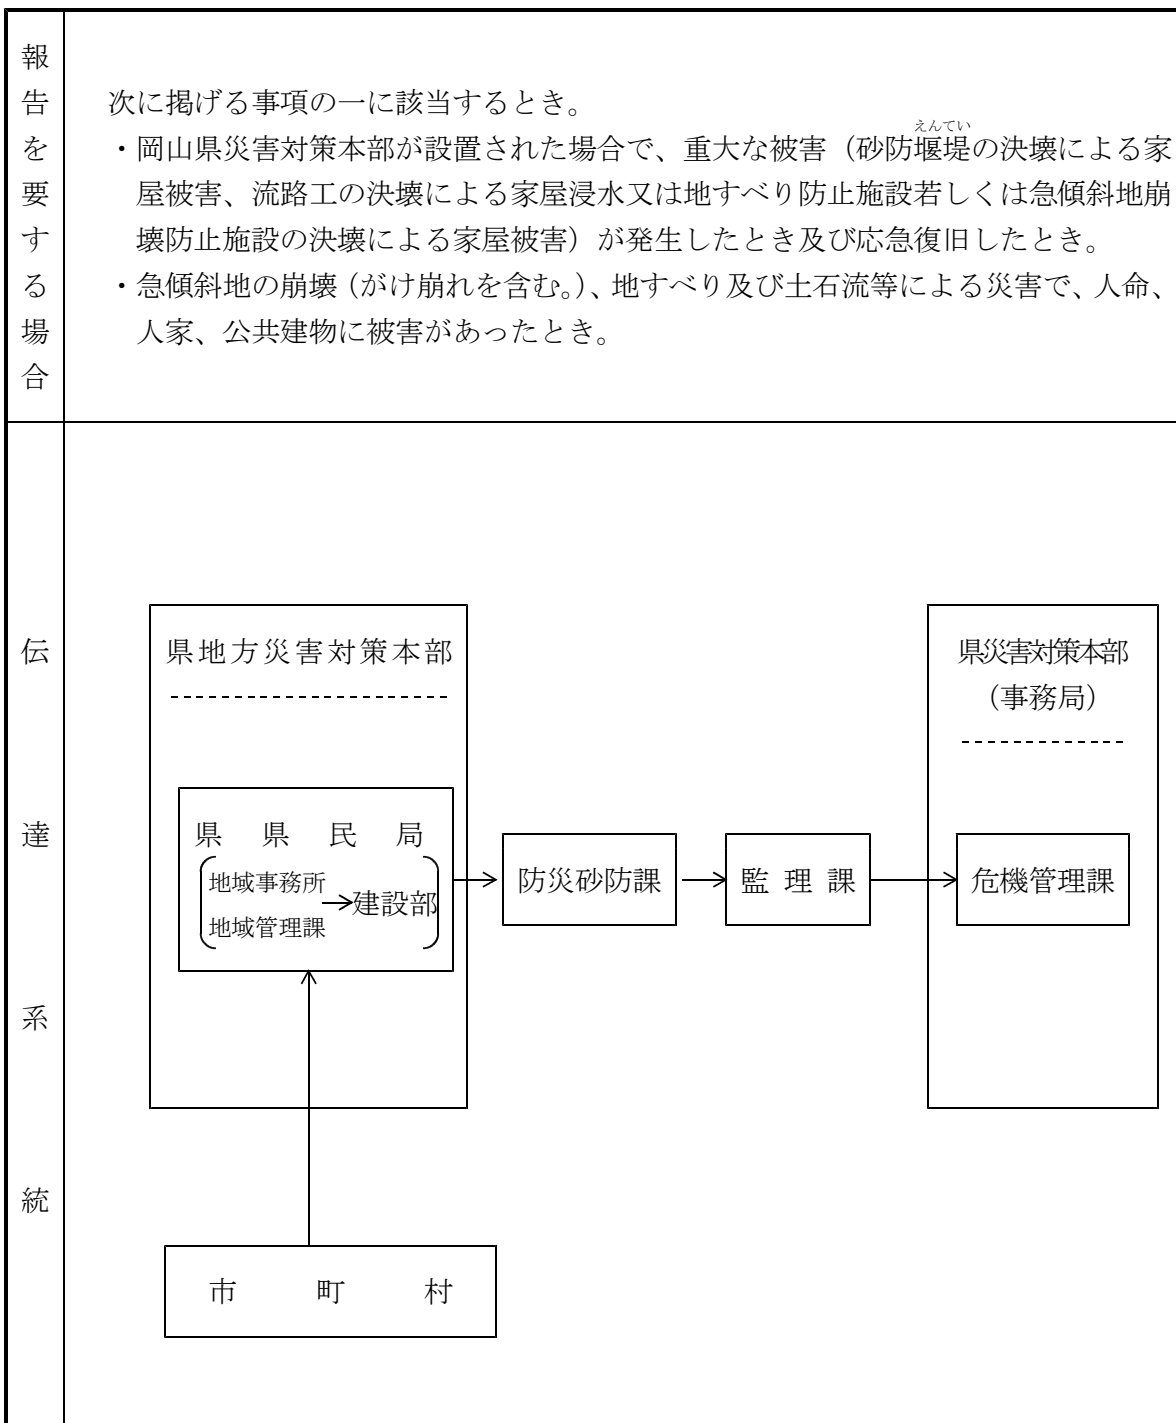 報告を要する場合
次に掲げる事項の一に該当するとき。
えんてい
・岡山県災害対策本部が設置された場合で、重大な被害（砂防堰堤の決壊による家
屋被害、流路工の決壊による家屋浸水又は地すべり防止施設若しくは急傾斜地崩
壊防止施設の決壊による家屋被害）が発生したとき及び応急復旧したとき。
・急傾斜地の崩壊（がけ崩れを含む。）、地すべり及び土石流等による災害で、人命、
人家、公共建物に被害があったとき。
伝達系統
県地方災害対策本部
県県民局
地域事務所
地域管理課
建設部
防災砂防課
監理課
県災害対策本部
（事務局）
危機管理課
市町村